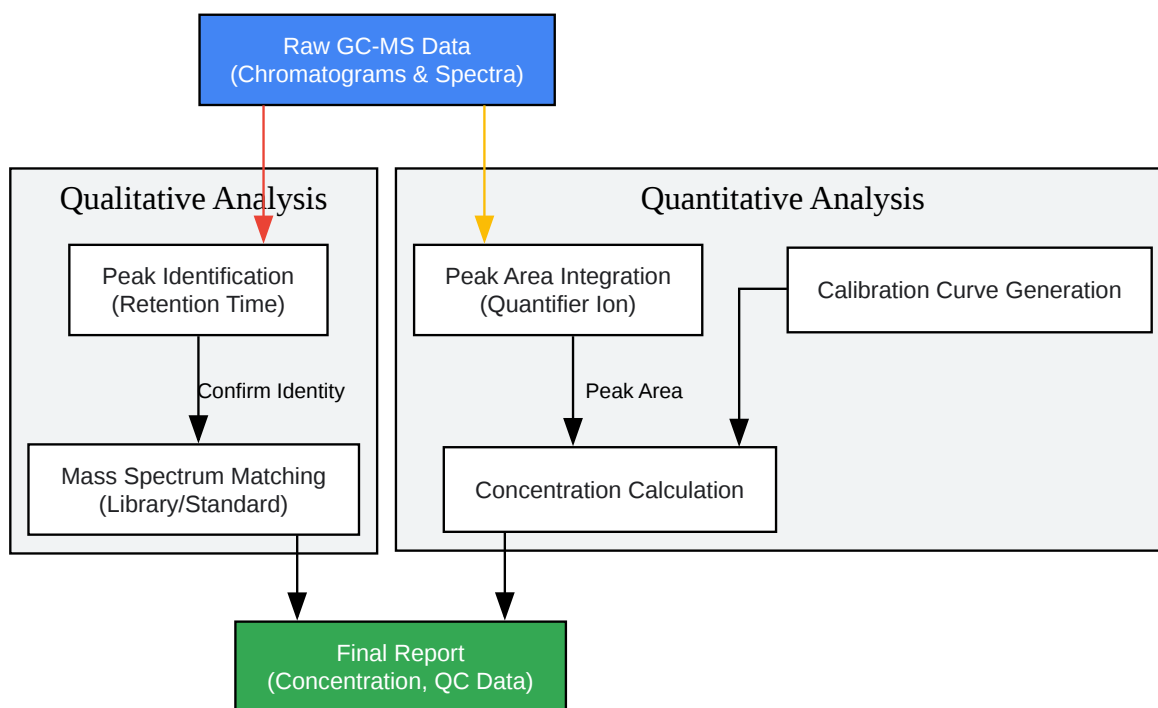 Raw GC-MS Data
(Chromatograms & Spectra)
Qualitative Analysis
Peak Identification
(Retention Time)
Confirm Identity
Mass Spectrum Matching
(Library/Standard)
Quantitative Analysis
Peak Area Integration
(Quantifier Ion)
Calibration Curve Generation
Peak Area
Concentration Calculation
Final Report
(Concentration, QC Data)